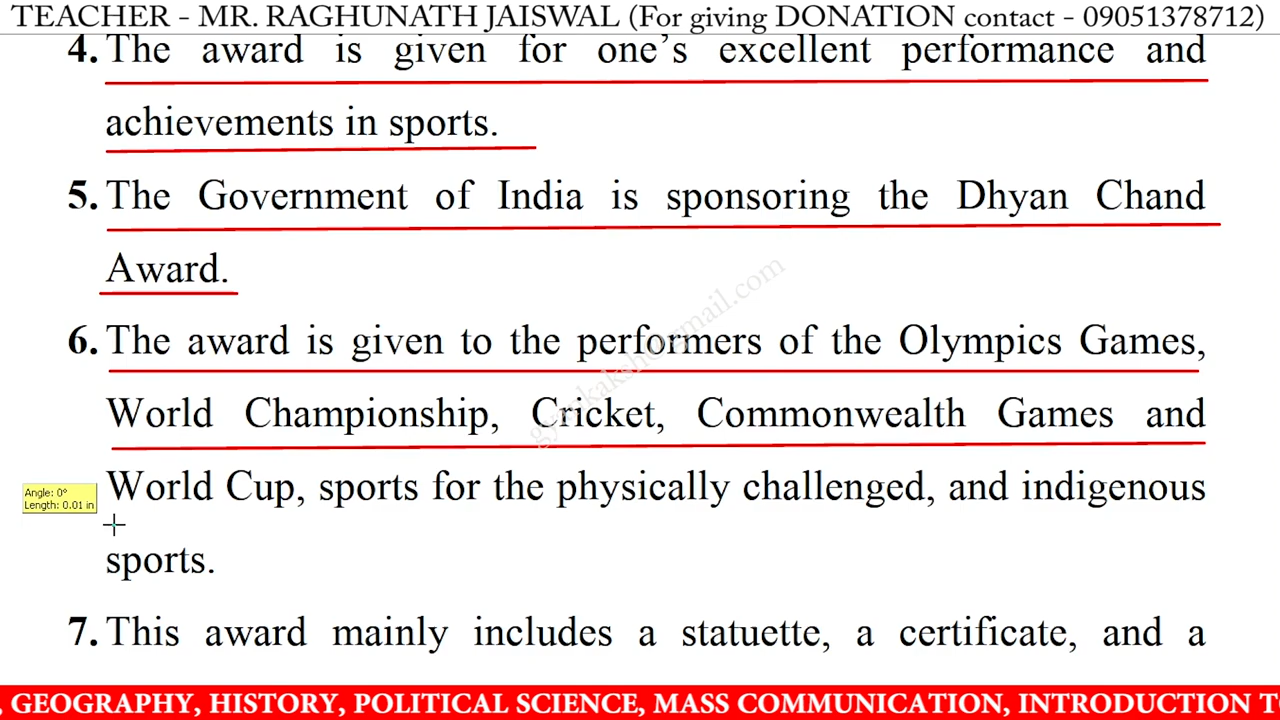 TEACHER - MR. RAGHUNATH JAISWAL (For giving DONATION contact - 09051378712)
4. The award is given for one's excellent performance and
achievements in sports.
5. The Government of India is sponsoring the Dhyan Chand
Award.
6. The award is given to the performers of the Olympics Games,
World Championship, Cricket, Commonwealth Games and
World Cup, sports for the physically challenged, and indigenous
Angle: 0°
Length: 0.01 in
sports.
7. This award mainly includes a statuette, a certificate, and a
, GEOGRAPHY, HISTORY, POLITICAL SCIENCE, MASS COMMUNICATION, INTRODUCTION T